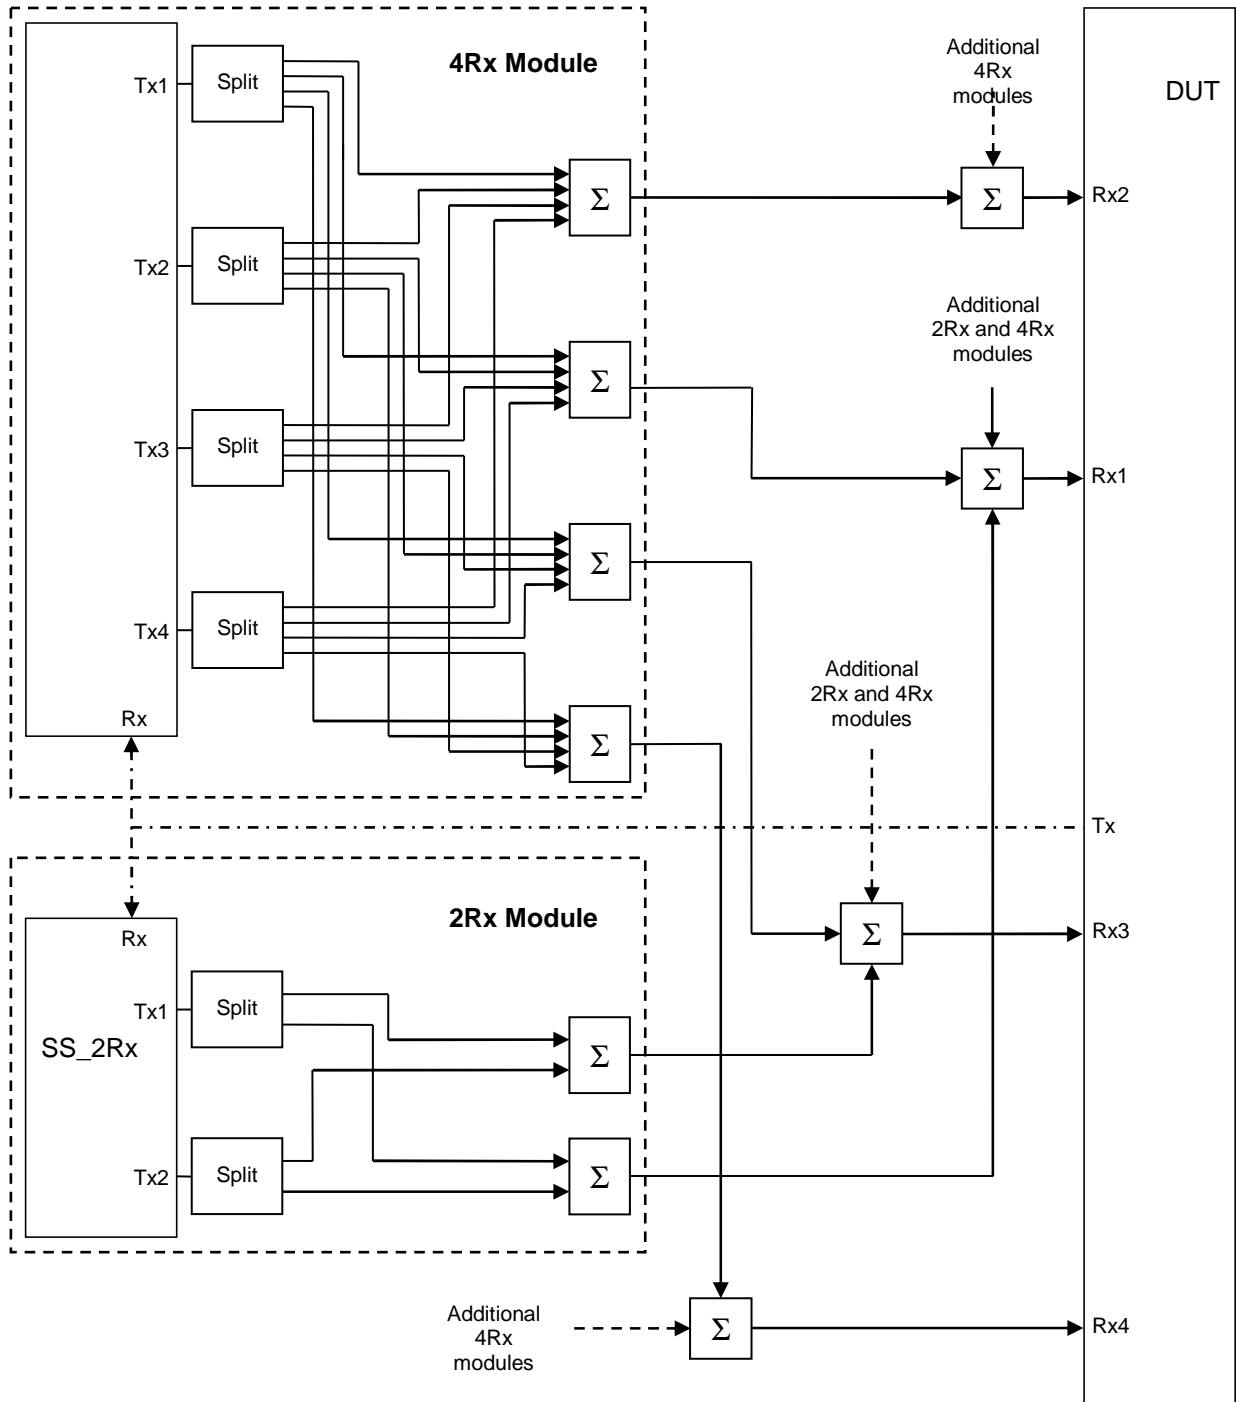 4Rx Module
Tx1
Split
Σ
Tx2
Split
Σ
Tx3
Split
Σ
Tx4
Split
Rx
Σ
Additional
4Rx
modules
Σ
Rx2
DUT
Additional
2Rx and 4Rx
modules
Σ
Rx1
Additional
2Rx and 4Rx
modules
Tx
Σ
Rx3
2Rx Module
Rx
Tx1
Split
SS_2Rx
Σ
Tx2
Split
Σ
Additional
4Rx
modules
Σ
Rx4